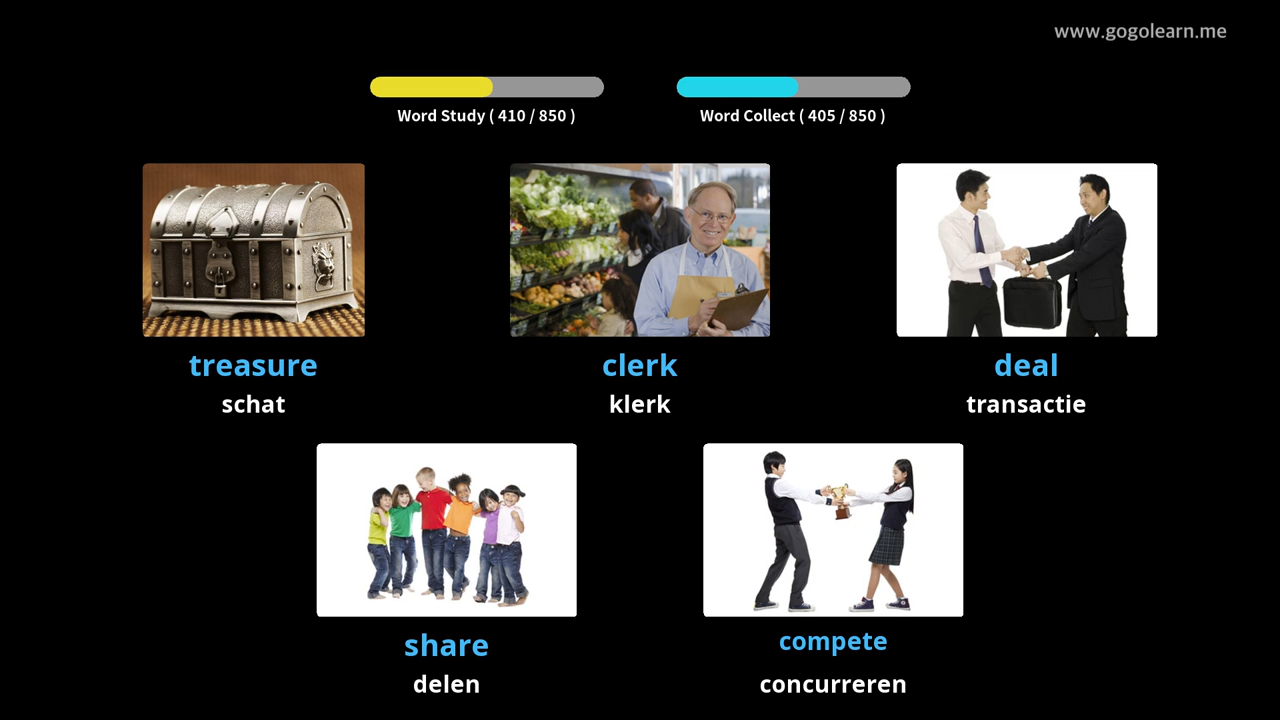 www.gogolearn.me
Word Study ( 410 / 850 )
Word Collect ( 405 / 850 )
treasure
schat
clerk
klerk
deal
transactie
share
delen
compete
concurreren